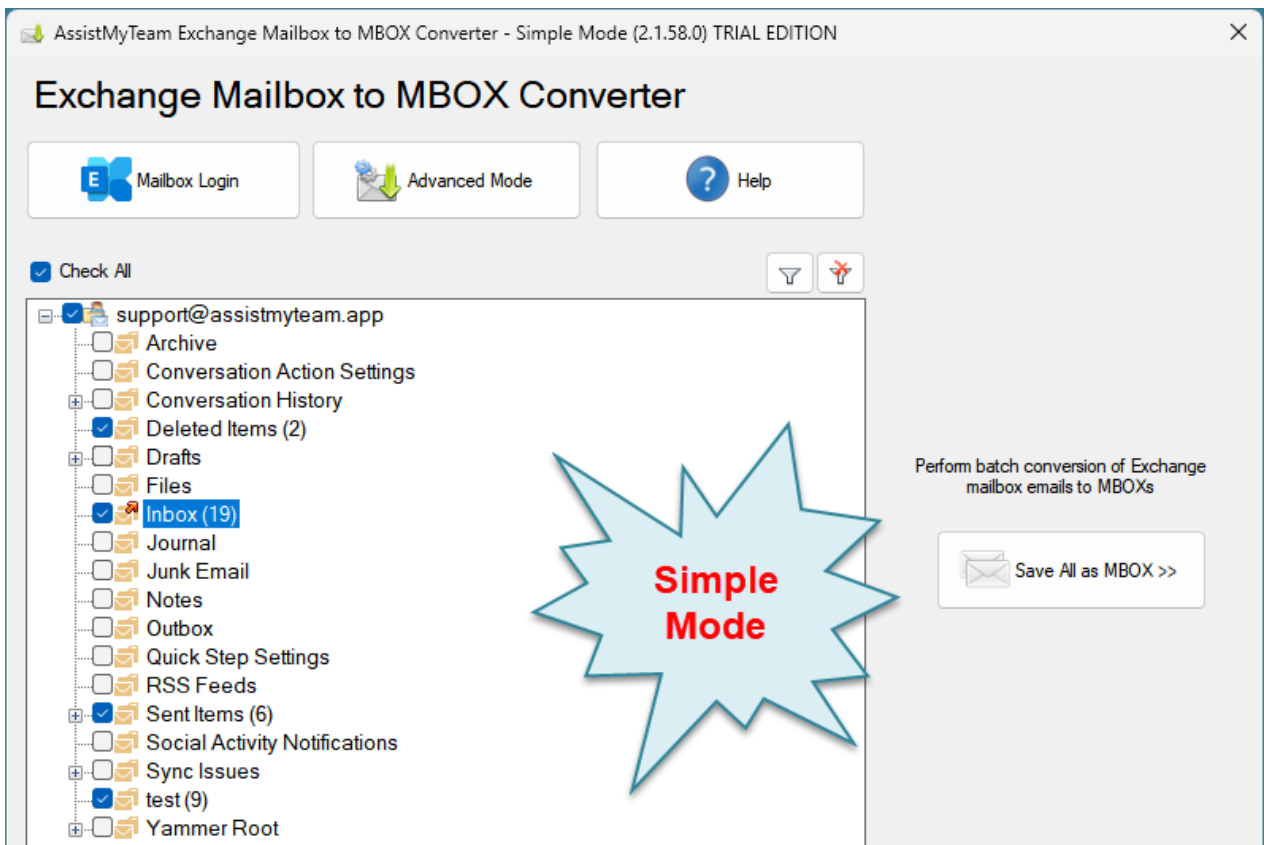 AssistMyTeam Exchange Mailbox to MBOX Converter - Simple Mode (2.1.58.0) TRIAL EDITION
Exchange Mailbox to MBOX Converter
E Mailbox Login
Advanced Mode
? Help
Check All
support@assistmyteam.app
Archive
Conversation Action Settings
Conversation History
Deleted Items (2)
Drafts
Files
Inbox (19)
Journal
Junk Email
Notes
Outbox
Quick Step Settings
RSS Feeds
Sent Items (6)
Social Activity Notifications
Sync Issues
test (9)
Yammer Root
Simple
Mode
Perform batch conversion of Exchange
mailbox emails to MBOXs
Save All as MBOX >>